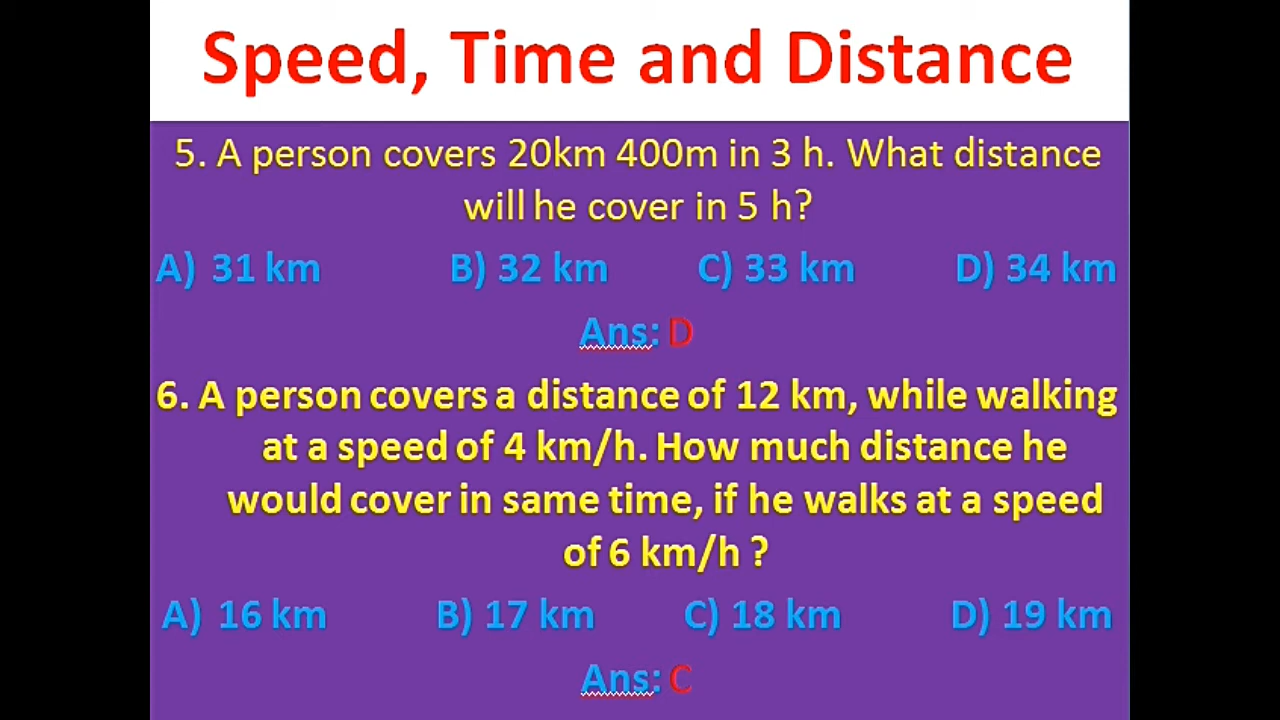 Speed, Time and Distance
5. A person covers 20km 400m in 3 h. What distance
will he cover in 5 h?
A) 31 km B) 32 km C) 33 km D) 34 km
Ans: D
6. A person covers a distance of 12 km, while walking
at a speed of 4 km/h. How much distance he
would cover in same time, if he walks at a speed
of 6 km/h ?
A) 16 km B) 17 km C) 18 km D) 19 km
Ans: C